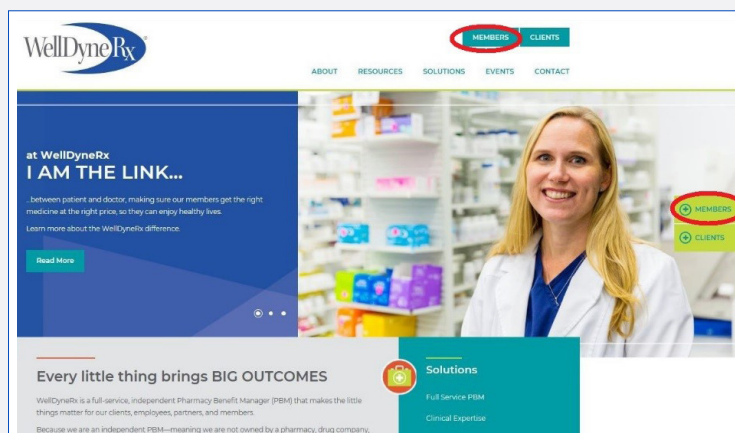 WellDyneRx
MEMBERS CLIENTS
ABOUT RESOURCES SOLUTIONS EVENTS CONTACT
at WellDyneRx
I AM THE LINK...
...between patient and doctor, making sure our members get the right
medicine at the right price, so they can enjoy healthy lives.
Learn more about the WellDyneRx difference.
Read More
MEMBERS
CLIENTS
Every little thing brings BIG OUTCOMES
WellDyneRx is a full-service, independent Pharmacy Benefit Manager (PBM) that makes the little
things matter for our clients, employees, partners, and members.
Because we are an independent PBM—meaning we are not owned by a pharmacy, drug company,
Solutions
Full Service PBM
Clinical Expertise